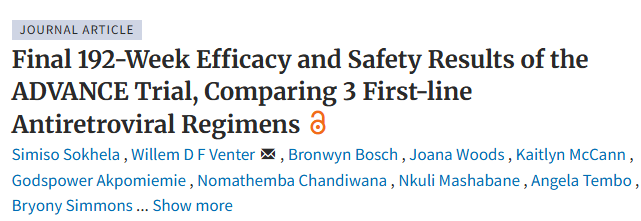 JOURNAL ARTICLE
Final 192-Week Efficacy and Safety Results of the
ADVANCE Trial, Comparing 3 First-line
Antiretroviral Regimens
Simiso Sokhela , Willem D F Venter , Bronwyn Bosch , Joana Woods , Kaitlyn McCann ,
Godspower Akpomiemie , Nomathemba Chandiwana , Nkuli Mashabane , Angela Tembo ,
Bryony Simmons ... Show more